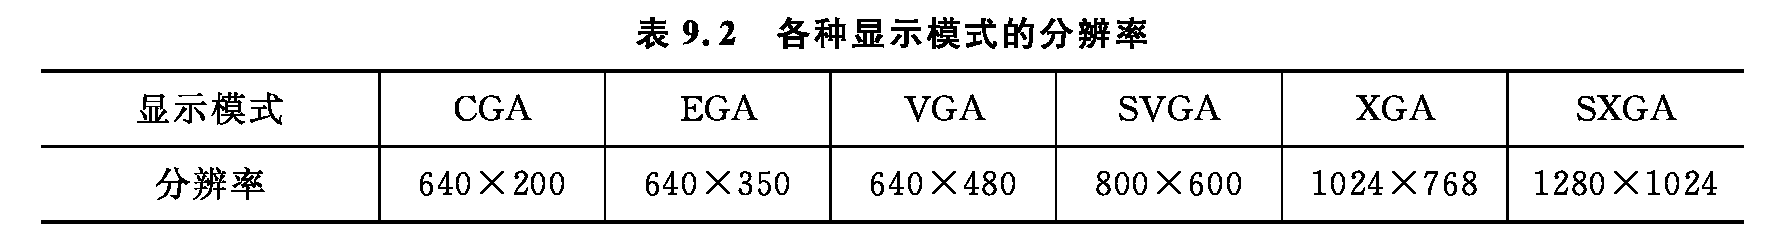 表 9.2 各种显示模式的分辨率
显示模式 CGA EGA VGA SVGA XGA SXGA
分辨率 640×200 640×350 640×480 800×600 1024×768 1280×1024